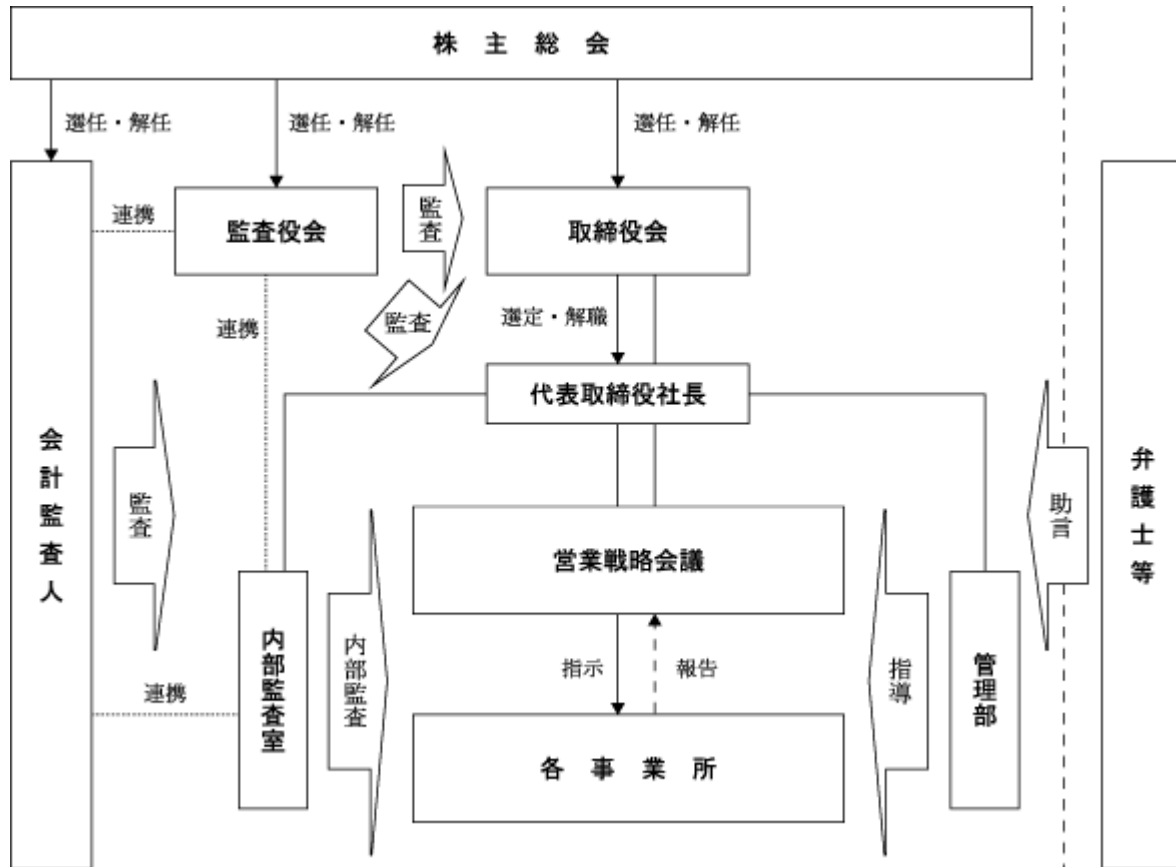 株主総会
選任・解任
選任・解任
選任・解任
連携
監査役会
監査
取締役会
連携
監査
選定・解職
代表取締役社長
会計監査人
監査
営業戦略会議
助言
弁護士等
内部監査室
内部監査
指示
報告
指導
管理部
連携
各事業所